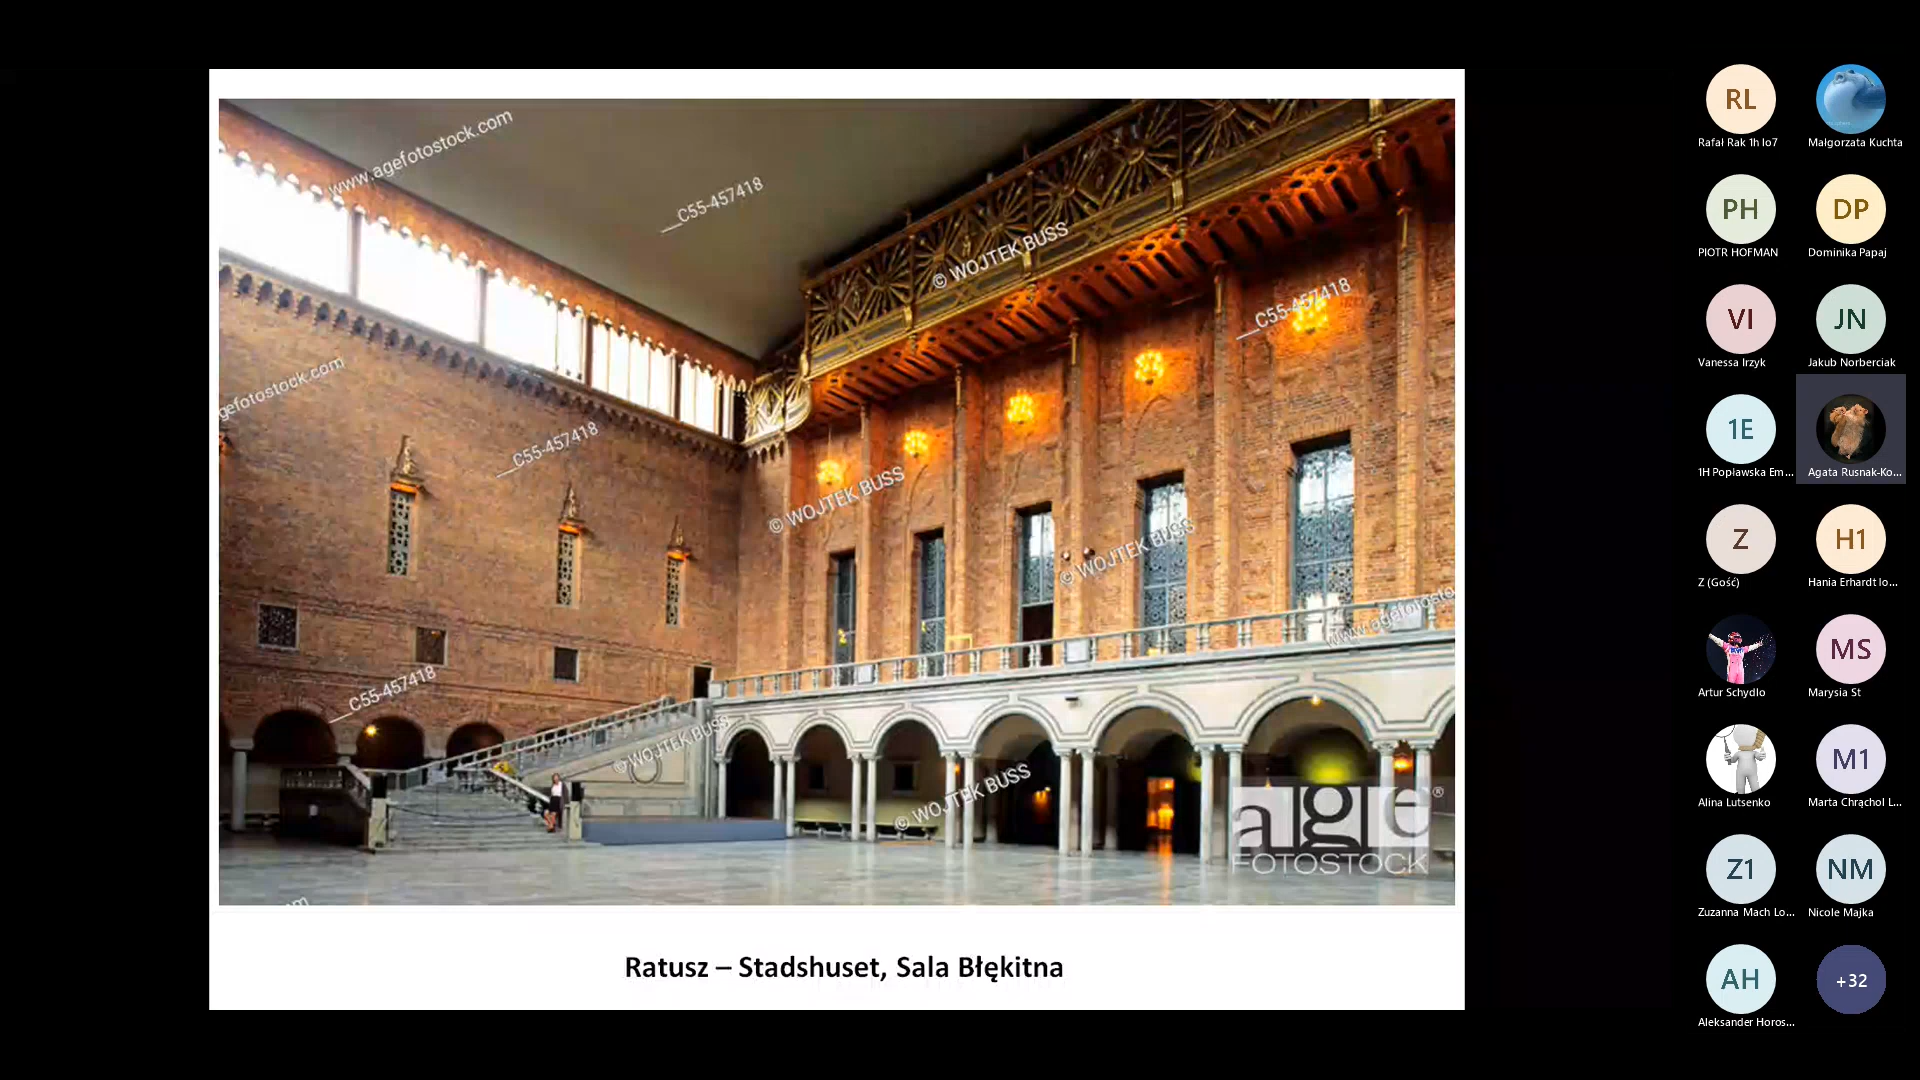 www.agefotostock.com
C55-457418
© WOJTEK BUSS
C55-457418
gefotostock.com
C55-457418
© WOJTEK BUSS
© WOJTEK BUSS
www.agefotosto
C55-457418
© WOJTEK BUSS
© WOJTEK BUSS
age®
FOTOSTOCK
om
Ratusz – Stadshuset, Sala Błękitna
RL
Rafał Rak 1h lo7
Małgorzata Kuchta
PH
PIOTR HOFMAN
DP
Dominika Papaj
VI
Vanessa Irzyk
JN
Jakub Norberciak
1E
1H Popławska Em...
Agata Rusnak-Ko...
Z
Z (Gość)
H1
Hania Erhardt lo...
Artur Schydlo
MS
Marysia St
Alina Lutsenko
M1
Marta Chrąchol L...
Z1
Zuzanna Mach Lo...
NM
Nicole Majka
AH
Aleksander Horos...
+32